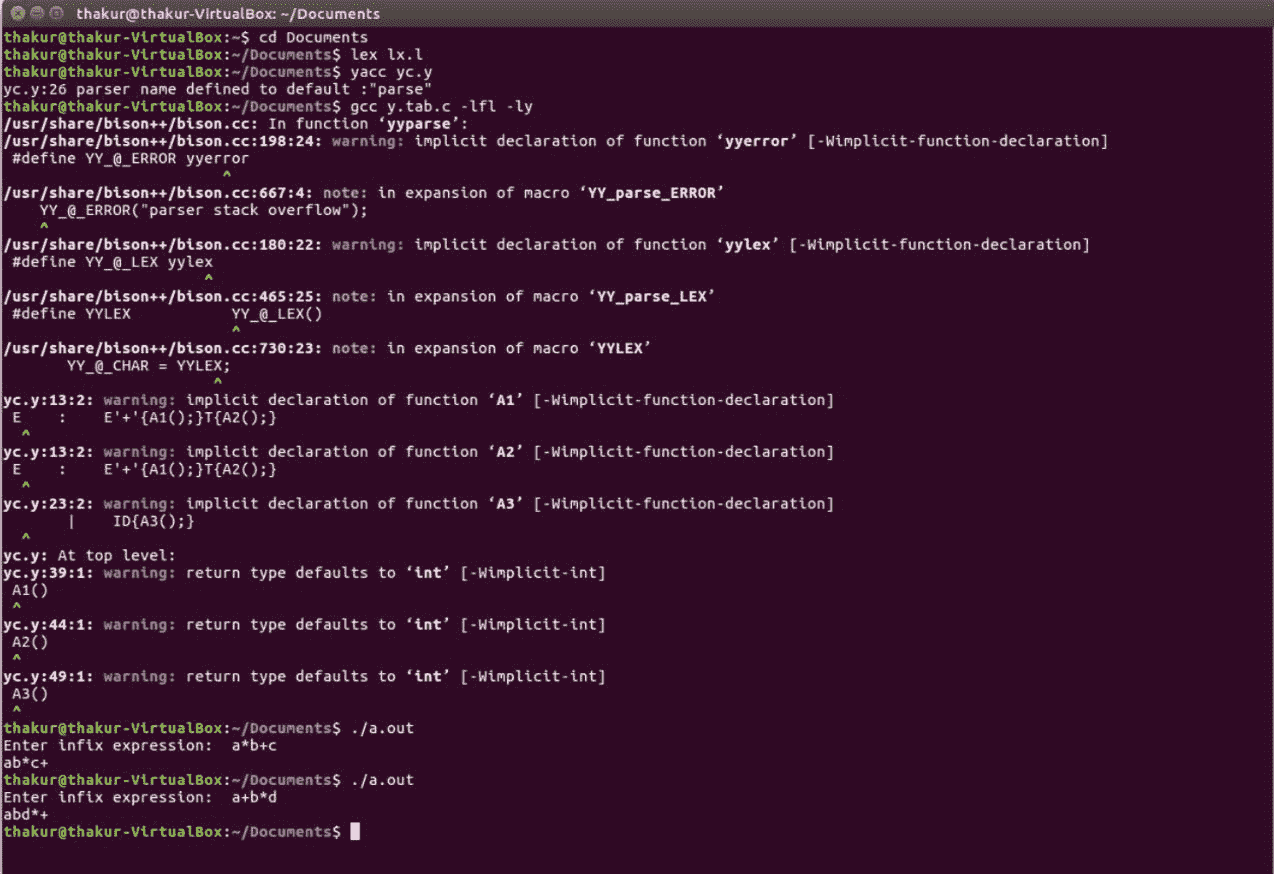 thakur@thakur-VirtualBox: ~/Documents
thakur@thakur-VirtualBox:~$ cd Documents
thakur@thakur-VirtualBox:~/Documents$ lex lx.l
thakur@thakur-VirtualBox:~/Documents$ yacc yc.y
yc.y:26 parser name defined to default :"parse"
thakur@thakur-VirtualBox:~/Documents$ gcc y.tab.c -lfl -ly
/usr/share/bison++/bison.cc: In function ‘yyparse’:
/usr/share/bison++/bison.cc:198:24: warning: implicit declaration of function ‘yyerror’ [-Wimplicit-function-declaration]
 #define YY_@_ERROR yyerror
                        ^
/usr/share/bison++/bison.cc:667:4: note: in expansion of macro ‘YY_parse_ERROR’
    YY_@_ERROR("parser stack overflow");
    ^
/usr/share/bison++/bison.cc:180:22: warning: implicit declaration of function ‘yylex’ [-Wimplicit-function-declaration]
 #define YY_@_LEX yylex
                      ^
/usr/share/bison++/bison.cc:465:25: note: in expansion of macro ‘YY_parse_LEX’
 #define YYLEX           YY_@_LEX()
                         ^
/usr/share/bison++/bison.cc:730:23: note: in expansion of macro ‘YYLEX’
       YY_@_CHAR = YYLEX;
                       ^
yc.y:13:2: warning: implicit declaration of function ‘A1’ [-Wimplicit-function-declaration]
 E    :    E'+'{A1();}T{A2();}
  ^
yc.y:13:2: warning: implicit declaration of function ‘A2’ [-Wimplicit-function-declaration]
 E    :    E'+'{A1();}T{A2();}
  ^
yc.y:23:2: warning: implicit declaration of function ‘A3’ [-Wimplicit-function-declaration]
       |    ID{A3();}
  ^
yc.y: At top level:
yc.y:39:1: warning: return type defaults to ‘int’ [-Wimplicit-int]
 A1()
 ^
yc.y:44:1: warning: return type defaults to ‘int’ [-Wimplicit-int]
 A2()
 ^
yc.y:49:1: warning: return type defaults to ‘int’ [-Wimplicit-int]
 A3()
 ^
thakur@thakur-VirtualBox:~/Documents$ ./a.out
Enter infix expression:  a*b+c
ab*c+
thakur@thakur-VirtualBox:~/Documents$ ./a.out
Enter infix expression:  a+b*d
abd*+
thakur@thakur-VirtualBox:~/Documents$